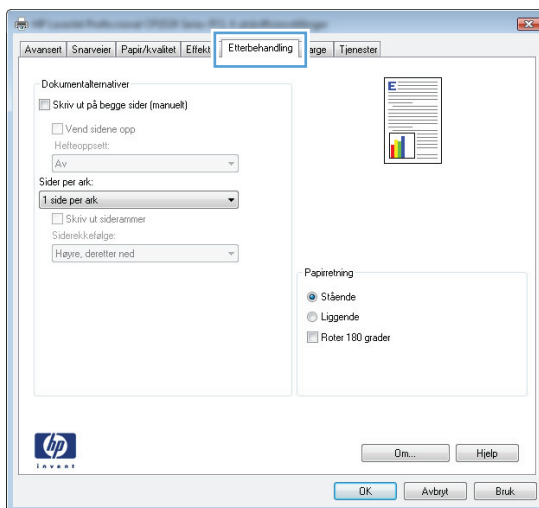 Avansert Snarveier Papir/kvalitet Effekt Etterbehandling arge Tjenester
Dokumentalternativer
Skriv ut på begge sider (manuelt)
Vend sidene opp
Hefteoppsett:
Av
Sider per ark:
1 side per ark
Skriv ut siderammer
Siderekkefølge:
Høyre, deretter ned
E
Papirretning
Stående
Liggende
Roter 180 grader
hp
invent
Om... Hjelp
OK Avbryt Bruk